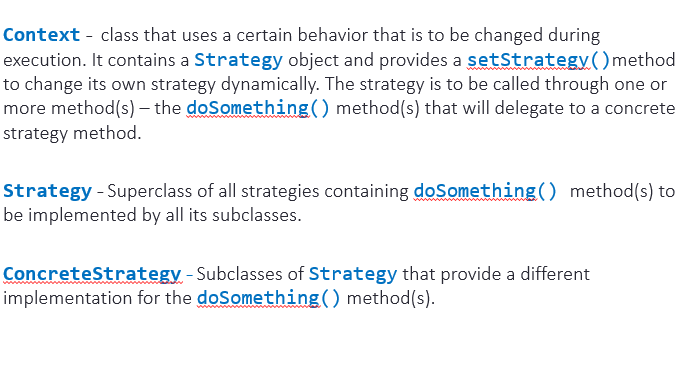 Context - class that uses a certain behavior that is to be changed during
execution. It contains a Strategy object and provides a setStrategy()method
to change its own strategy dynamically. The strategy is to be called through one or
more method(s) – the doSomething() method(s) that will delegate to a concrete
strategy method.
Strategy - Superclass of all strategies containing doSomething() method(s) to
be implemented by all its subclasses.
ConcreteStrategy - Subclasses of Strategy that provide a different
implementation for the doSomething() method(s).